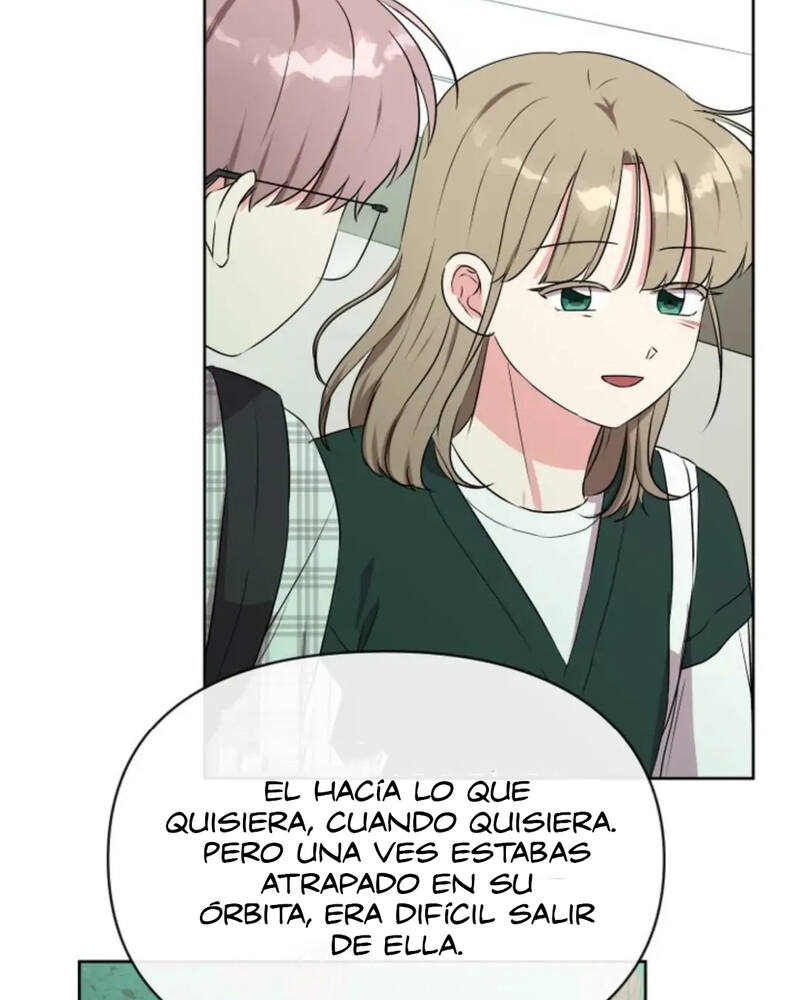 EL HACÍA LO QUE
QUISIERA, CUANDO QUISIERA.
PERO UNA VES ESTABAS
ATRAPADO EN SU
ÓRBITA, ERA DIFÍCIL SALIR
DE ELLA.